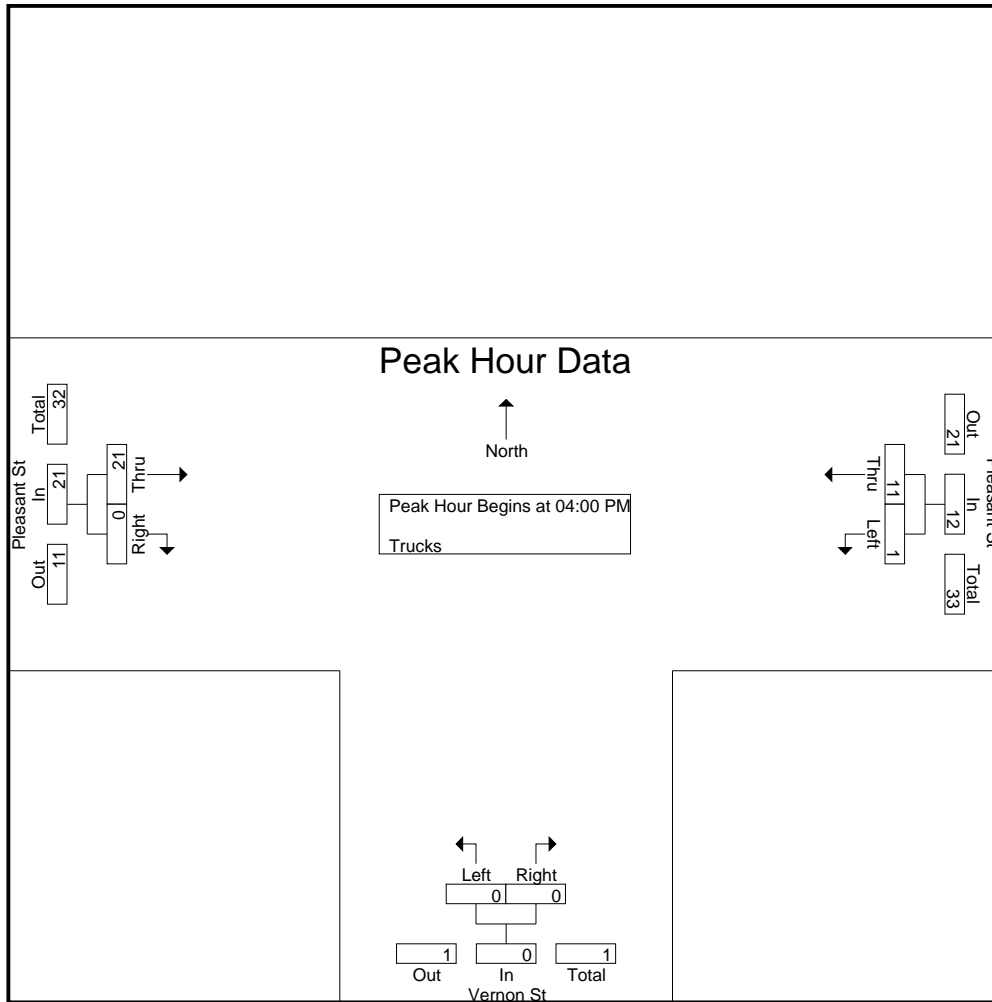 Peak Hour Data
North
Peak Hour Begins at 04:00 PM
Trucks
Pleasant St
Total
32
In
21
Out
11
Thru
21
Right
0
Out
21
In
12
Total
33
Pleasant St
Thru
11
Left
1
Left Right
0 0
1 0 1
Out In Total
Vernon St